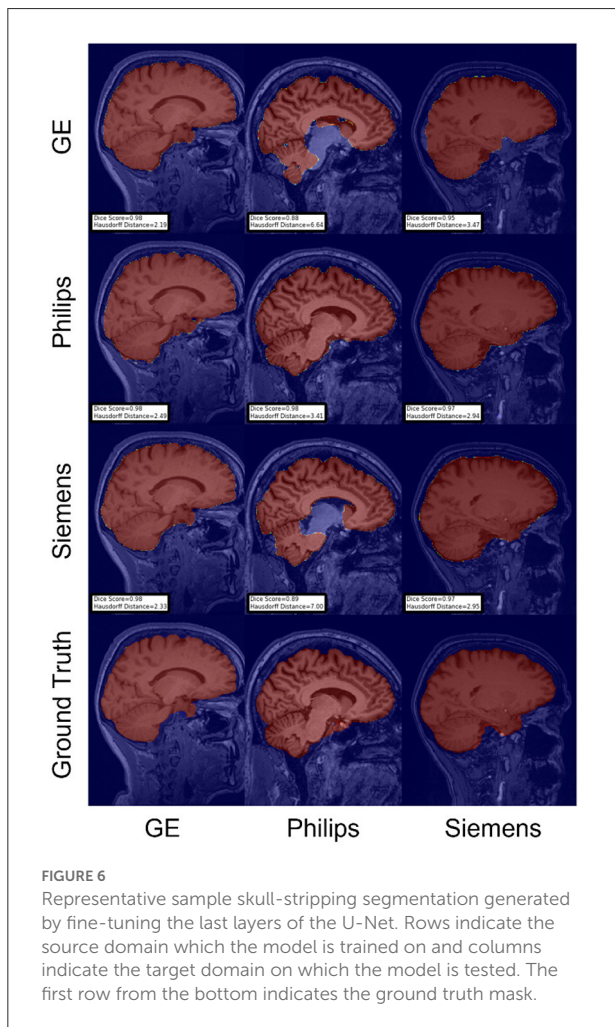 GE
Dice Score=0.98
Hausdorff Distance=2.19
Dice Score=0.88
Hausdorff Distance=6.64
Dice Score=0.95
Hausdorff Distance=3.47
Philips
Dice Score=0.98
Hausdorff Distance=2.49
Dice Score=0.98
Hausdorff Distance=3.41
Dice Score=0.97
Hausdorff Distance=2.94
Siemens
Dice Score=0.98
Hausdorff Distance=2.33
Dice Score=0.89
Hausdorff Distance=7.00
Dice Score=0.97
Hausdorff Distance=2.95
Ground Truth
GE Philips Siemens
FIGURE 6
Representative sample skull-stripping segmentation generated
by fine-tuning the last layers of the U-Net. Rows indicate the
source domain which the model is trained on and columns
indicate the target domain on which the model is tested. The
first row from the bottom indicates the ground truth mask.